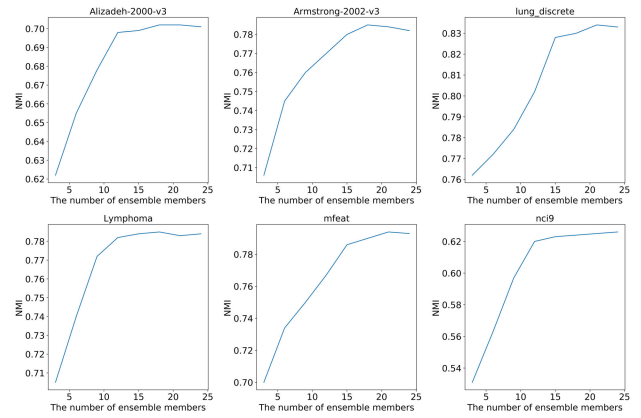 Alizadeh-2000-v3
0.70
0.69
0.68
0.67
0.66
0.65
0.64
0.63
0.62
NMI
5 10 15 20 25
The number of ensemble members
Armstrong-2002-v3
0.78
0.77
0.76
0.75
0.74
0.73
0.72
0.71
NMI
5 10 15 20 25
The number of ensemble members
lung_discrete
0.83
0.82
0.81
0.80
0.79
0.78
0.77
0.76
NMI
5 10 15 20 25
The number of ensemble members
Lymphoma
0.78
0.77
0.76
0.75
0.74
0.73
0.72
0.71
NMI
5 10 15 20 25
The number of ensemble members
mfeat
0.78
0.76
0.74
0.72
0.70
NMI
5 10 15 20 25
The number of ensemble members
nci9
0.62
0.60
0.58
0.56
0.54
NMI
5 10 15 20 25
The number of ensemble members